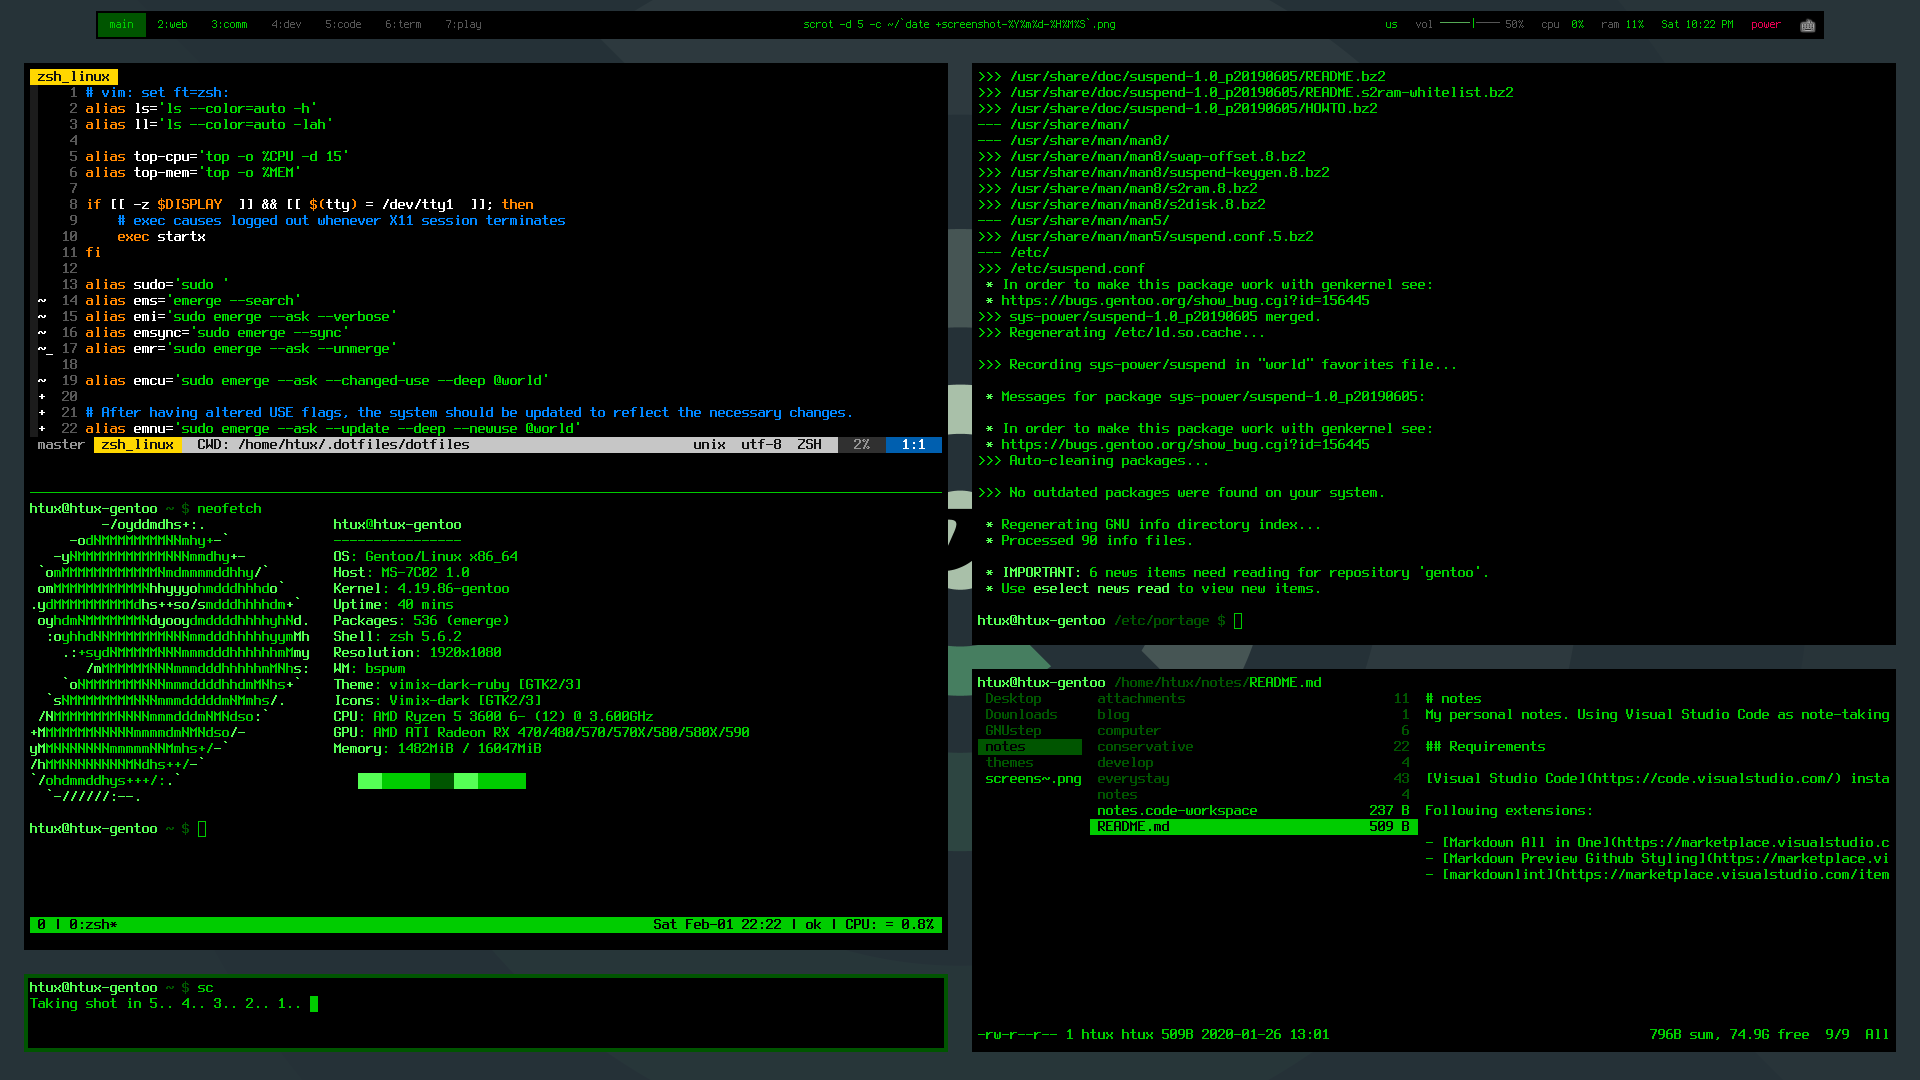 main 2:web 3:comm 4:dev 5:code 6:term 7:play scrot -d 5 -c ~/`date +screenshot-%Y%m%d-%H%M%S`.png us vol 50% cpu 0% ram 11% Sat 10:22 PM power
zsh_linux
1 # vim: set ft=zsh:
2 alias ls='ls --color=auto -h'
3 alias ll='ls --color=auto -lah'
4
5 alias top-cpu='top -o %CPU -d 15'
6 alias top-mem='top -o %MEM'
7
8 if [[ -z $DISPLAY  ]] && [[ $(tty) = /dev/tty1  ]]; then
9     # exec causes logged out whenever X11 session terminates
10     exec startx
11 fi
12
13 alias sudo='sudo '
~ 14 alias ems='emerge --search'
~ 15 alias emi='sudo emerge --ask --verbose'
~ 16 alias emsync='sudo emerge --sync'
~_ 17 alias emr='sudo emerge --ask --unmerge'
18
~ 19 alias emcu='sudo emerge --ask --changed-use --deep @world'
+ 20
+ 21 # After having altered USE flags, the system should be updated to reflect the necessary changes.
+ 22 alias emnu='sudo emerge --ask --update --deep --newuse @world'
master zsh_linux CWD: /home/htux/.dotfiles/dotfiles unix utf-8 ZSH 2% 1:1
htux@htux-gentoo ~ $ neofetch
-/oyddmdhs+:. htux@htux-gentoo
-odNMMMMMMMMNNmhy+-` ----------------
-yNMMMMMMMMMMMNNNmmdhy+- OS: Gentoo/Linux x86_64
`omMMMMMMMMMMMMNmdmmmmddhhy/` Host: MS-7C02 1.0
omMMMMMMMMMMMNhhyyyohmdddhhhdo` Kernel: 4.19.86-gentoo
.ydMMMMMMMMMMdhs++so/smdddhhhhdm+` Uptime: 40 mins
oyhdmNMMMMMMMNdyooydmddddhhhhyhNd. Packages: 536 (emerge)
:oyhhdNNMMMMMMMNNNmmdddhhhhhyymMh Shell: zsh 5.6.2
.:+sydNMMMMMNNNmmmdddhhhhhhmMmy Resolution: 1920x1080
/mMMMMMMNNNmmmdddhhhhhmMNhs: WM: bspwm
`oNMMMMMMMNNNmmmddddhhdmMNhs+` Theme: vimix-dark-ruby [GTK2/3]
`sNMMMMMMMMNNNmmmdddddmNMmhs/. Icons: Vimix-dark [GTK2/3]
/NMMMMMMMMNNNNmmmdddmNMNdso:` CPU: AMD Ryzen 5 3600 6- (12) @ 3.600GHz
+MMMMMMMNNNNNmmmmdmNMNdso/- GPU: AMD ATI Radeon RX 470/480/570/570X/580/580X/590
yMMNNNNNNNmmmmmNNMmhs+/-` Memory: 1482MiB / 16047MiB
/hMMNNNNNNNNMNdhs++/-`
`/ohdmmddhys+++/:.`
`-//////:--.
htux@htux-gentoo ~ $
0 | 0:zsh* Sat Feb-01 22:22 | ok | CPU: = 0.8%
htux@htux-gentoo ~ $ sc
Taking shot in 5.. 4.. 3.. 2.. 1..
>>> /usr/share/doc/suspend-1.0_p20190605/README.bz2
>>> /usr/share/doc/suspend-1.0_p20190605/README.s2ram-whitelist.bz2
>>> /usr/share/doc/suspend-1.0_p20190605/HOWTO.bz2
--- /usr/share/man/
--- /usr/share/man/man8/
>>> /usr/share/man/man8/swap-offset.8.bz2
>>> /usr/share/man/man8/suspend-keygen.8.bz2
>>> /usr/share/man/man8/s2ram.8.bz2
>>> /usr/share/man/man8/s2disk.8.bz2
--- /usr/share/man/man5/
>>> /usr/share/man/man5/suspend.conf.5.bz2
--- /etc/
>>> /etc/suspend.conf
* In order to make this package work with genkernel see:
* https://bugs.gentoo.org/show_bug.cgi?id=156445
>>> sys-power/suspend-1.0_p20190605 merged.
>>> Regenerating /etc/ld.so.cache...
>>> Recording sys-power/suspend in "world" favorites file...
* Messages for package sys-power/suspend-1.0_p20190605:
* In order to make this package work with genkernel see:
* https://bugs.gentoo.org/show_bug.cgi?id=156445
>>> Auto-cleaning packages...
>>> No outdated packages were found on your system.
* Regenerating GNU info directory index...
* Processed 90 info files.
* IMPORTANT: 6 news items need reading for repository 'gentoo'.
* Use eselect news read to view new items.
htux@htux-gentoo /etc/portage $
htux@htux-gentoo /home/htux/notes/README.md
Desktop attachments 11 # notes
Downloads blog 1 My personal notes. Using Visual Studio Code as note-taking
GNUstep computer 6
notes conservative 22 ## Requirements
themes develop 4
screens~.png everystay 43 [Visual Studio Code](https://code.visualstudio.com/) insta
notes 4
notes.code-workspace 237 B Following extensions:
README.md 509 B
- [Markdown All in One](https://marketplace.visualstudio.c
- [Markdown Preview Github Styling](https://marketplace.vi
- [markdownlint](https://marketplace.visualstudio.com/item
-rw-r--r-- 1 htux htux 509B 2020-01-26 13:01 796B sum, 74.9G free 9/9 All